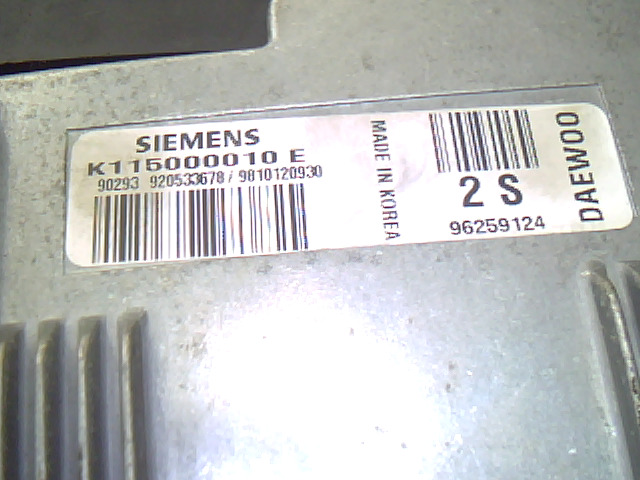 SIEMENS
K115000010 E
90293 920533678 / 9810120930
MADE IN KOREA
2 S
96259124
DAEWOO